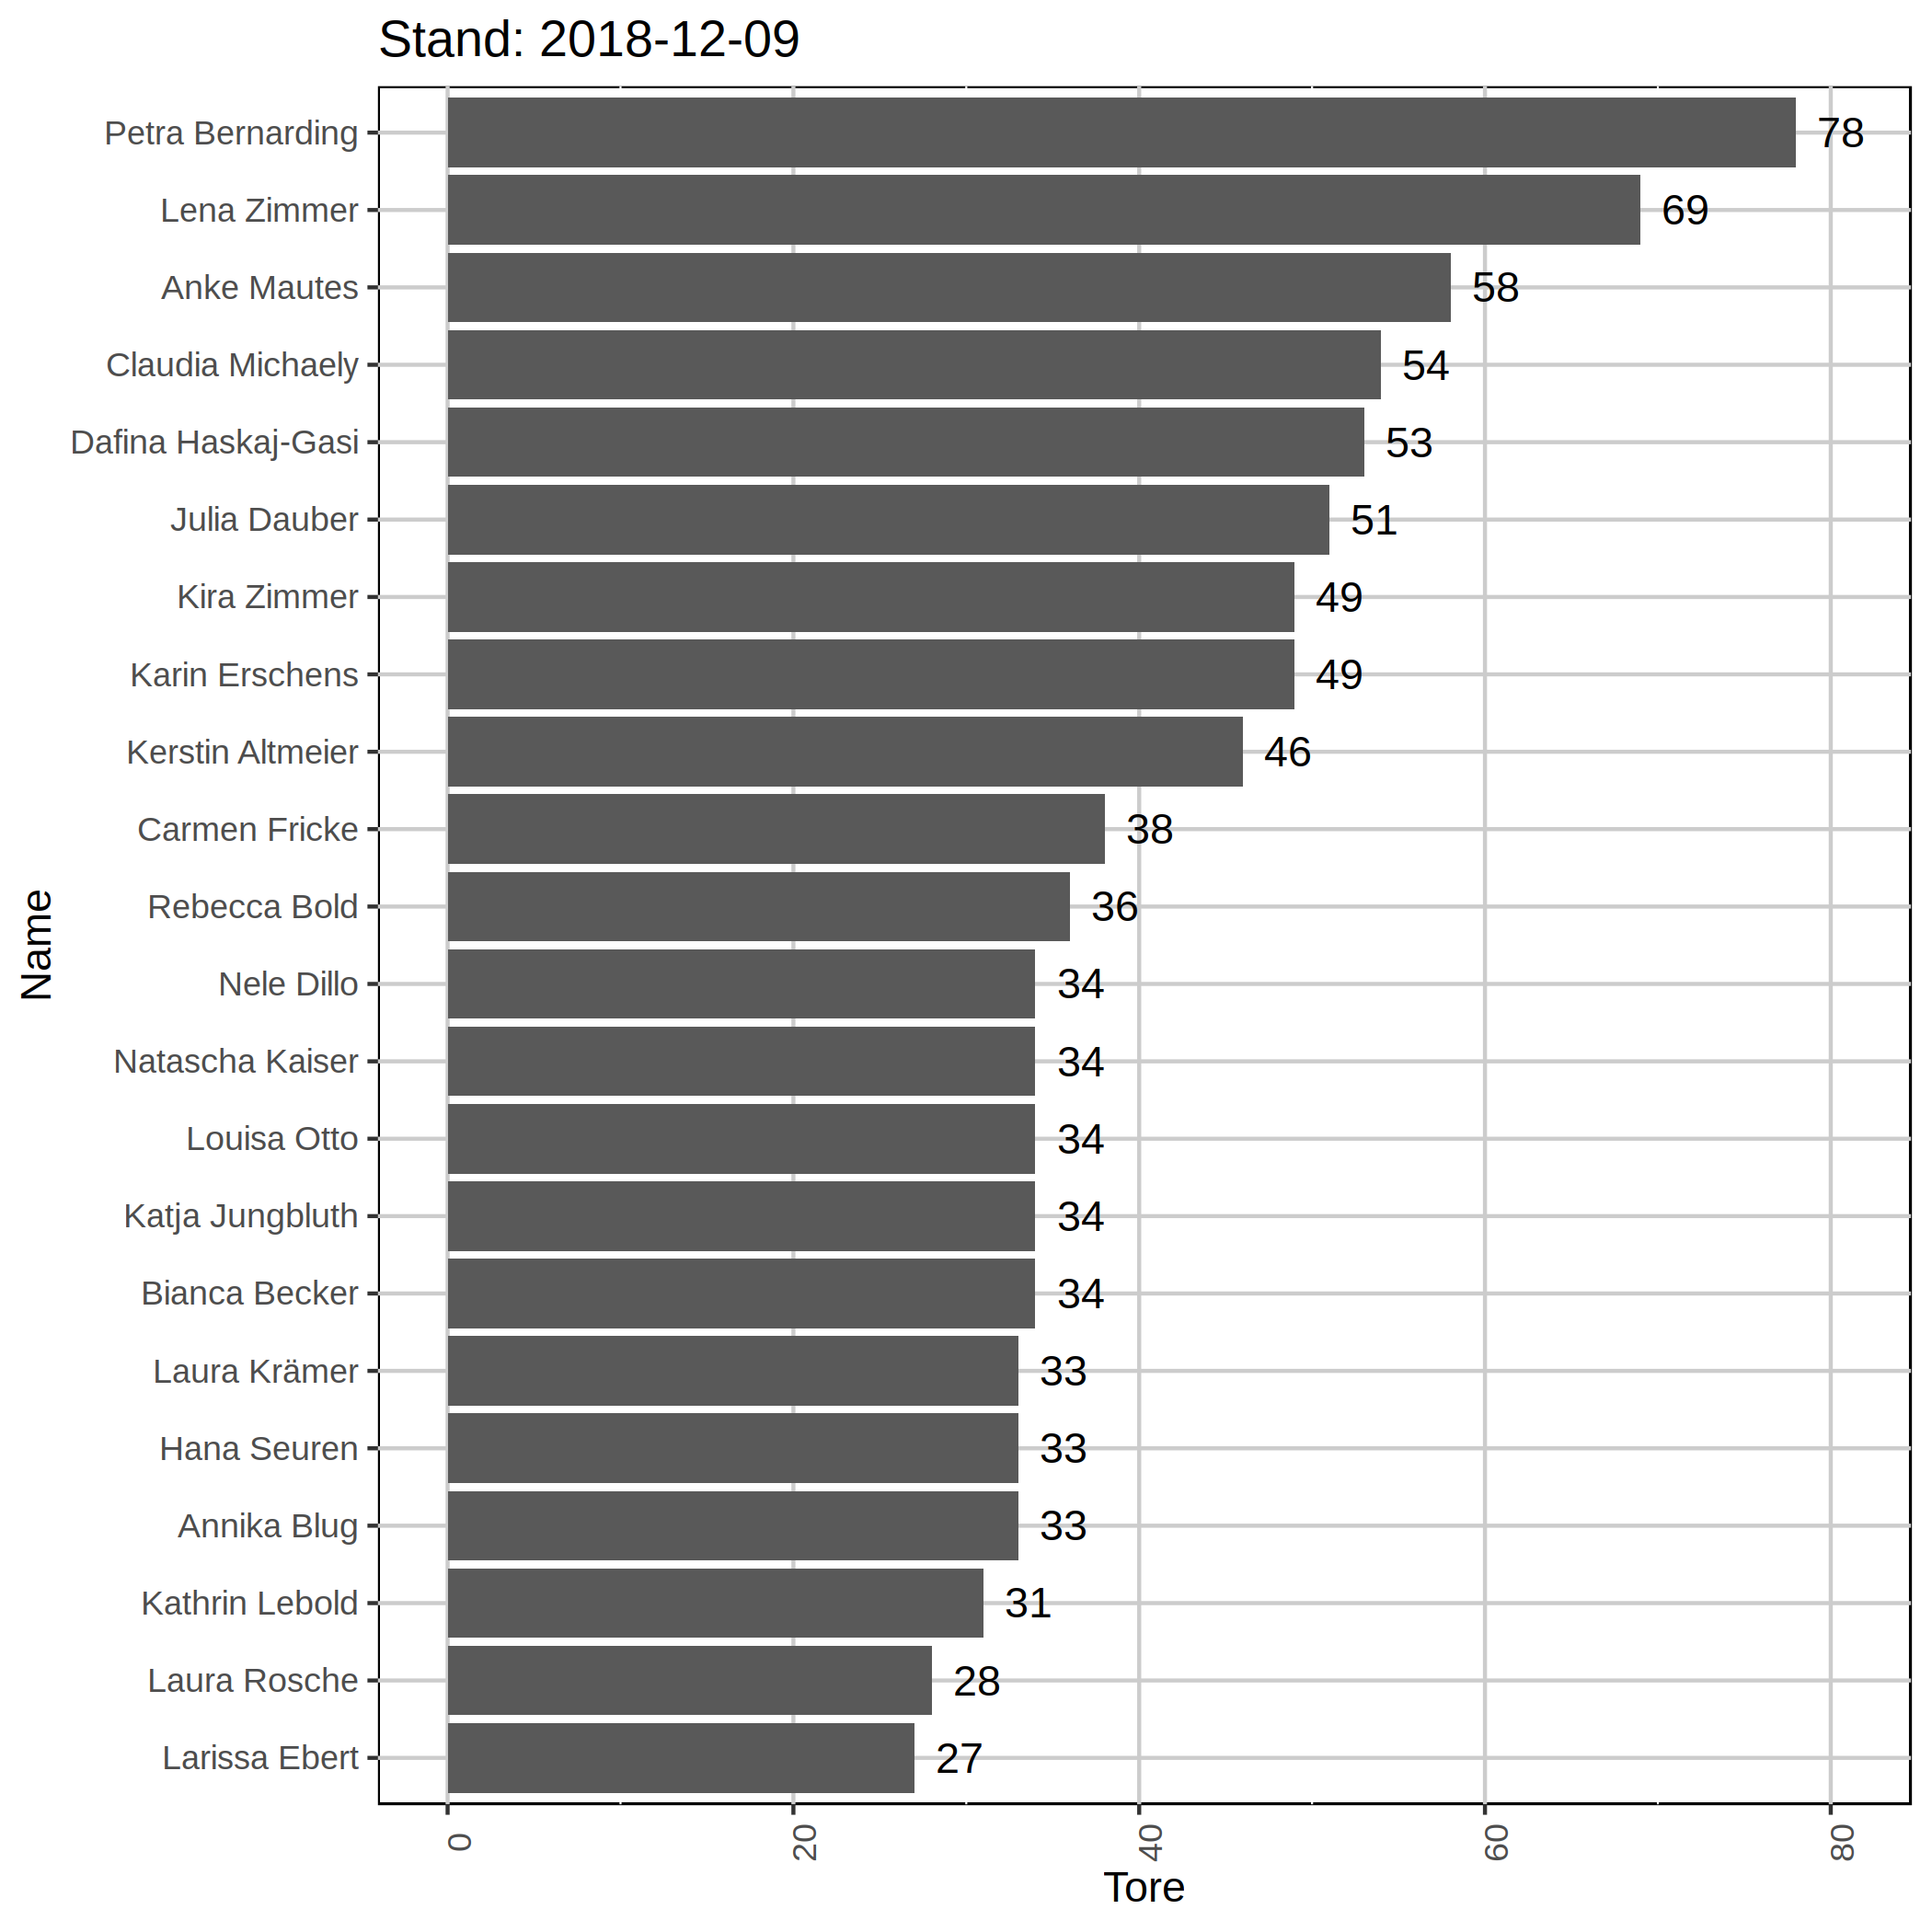 Stand: 2018-12-09
Petra Bernarding 78
Lena Zimmer 69
Anke Mautes 58
Claudia Michaely 54
Dafina Haskaj-Gasi 53
Julia Dauber 51
Kira Zimmer 49
Karin Erschens 49
Kerstin Altmeier 46
Carmen Fricke 38
Rebecca Bold 36
Nele Dillo 34
Natascha Kaiser 34
Louisa Otto 34
Katja Jungbluth 34
Bianca Becker 34
Laura Krämer 33
Hana Seuren 33
Annika Blug 33
Kathrin Lebold 31
Laura Rosche 28
Larissa Ebert 27
Name
0 20 40 60 80
Tore